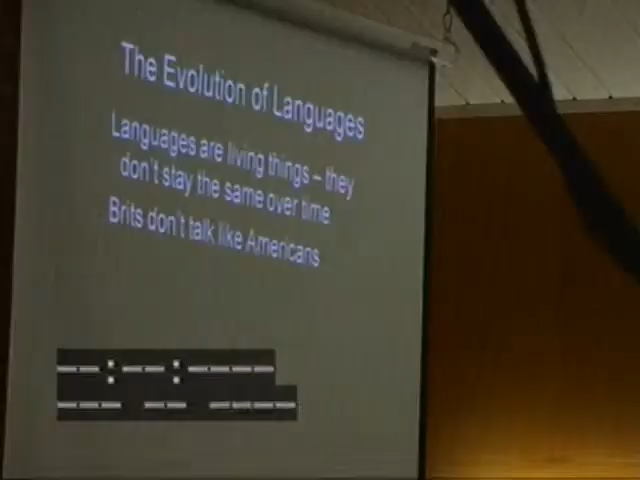 The Evolution of Languages
Languages are living things – they
don't stay the same over time
Brits don't talk like Americans
--:--:----
--- -- ----